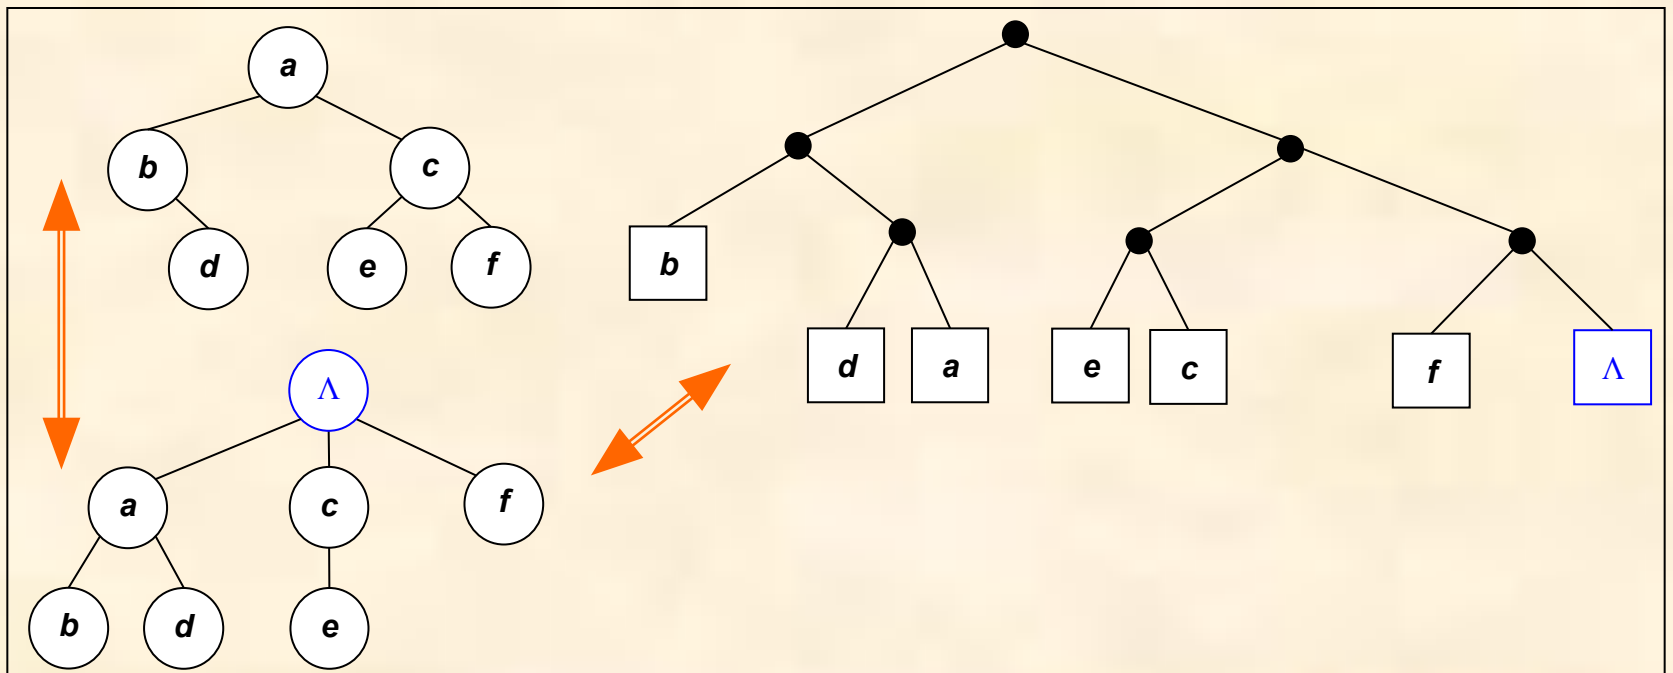 a
b c
d e f
Λ
a c f
b d e
b
d a e c f Λ